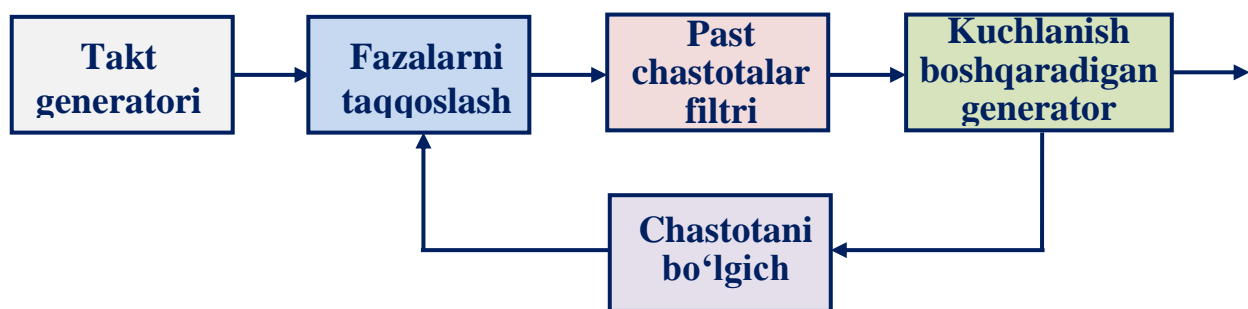 Takt
generatori
Fazalarni
taqqoslash
Past
chastotalar
filtri
Kuchlanish
boshqaradigan
generator
Chastotani
bo‘lgich